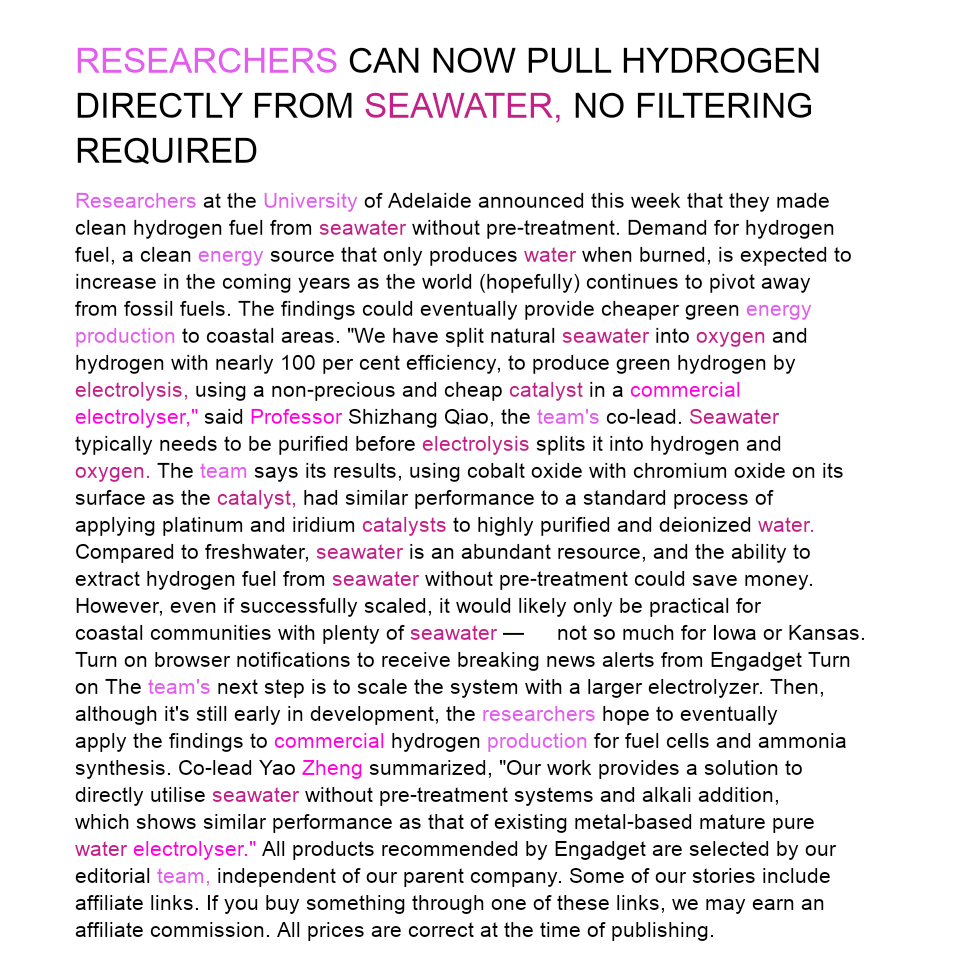 RESEARCHERS CAN NOW PULL HYDROGEN
DIRECTLY FROM SEAWATER, NO FILTERING
REQUIRED
Researchers at the University of Adelaide announced this week that they made
clean hydrogen fuel from seawater without pre-treatment. Demand for hydrogen
fuel, a clean energy source that only produces water when burned, is expected to
increase in the coming years as the world (hopefully) continues to pivot away
from fossil fuels. The findings could eventually provide cheaper green energy
production to coastal areas. "We have split natural seawater into oxygen and
hydrogen with nearly 100 per cent efficiency, to produce green hydrogen by
electrolysis, using a non-precious and cheap catalyst in a commercial
electrolyser," said Professor Shizhang Qiao, the team's co-lead. Seawater
typically needs to be purified before electrolysis splits it into hydrogen and
oxygen. The team says its results, using cobalt oxide with chromium oxide on its
surface as the catalyst, had similar performance to a standard process of
applying platinum and iridium catalysts to highly purified and deionized water.
Compared to freshwater, seawater is an abundant resource, and the ability to
extract hydrogen fuel from seawater without pre-treatment could save money.
However, even if successfully scaled, it would likely only be practical for
coastal communities with plenty of seawater — not so much for Iowa or Kansas.
Turn on browser notifications to receive breaking news alerts from Engadget Turn
on The team's next step is to scale the system with a larger electrolyzer. Then,
although it's still early in development, the researchers hope to eventually
apply the findings to commercial hydrogen production for fuel cells and ammonia
synthesis. Co-lead Yao Zheng summarized, "Our work provides a solution to
directly utilise seawater without pre-treatment systems and alkali addition,
which shows similar performance as that of existing metal-based mature pure
water electrolyser." All products recommended by Engadget are selected by our
editorial team, independent of our parent company. Some of our stories include
affiliate links. If you buy something through one of these links, we may earn an
affiliate commission. All prices are correct at the time of publishing.